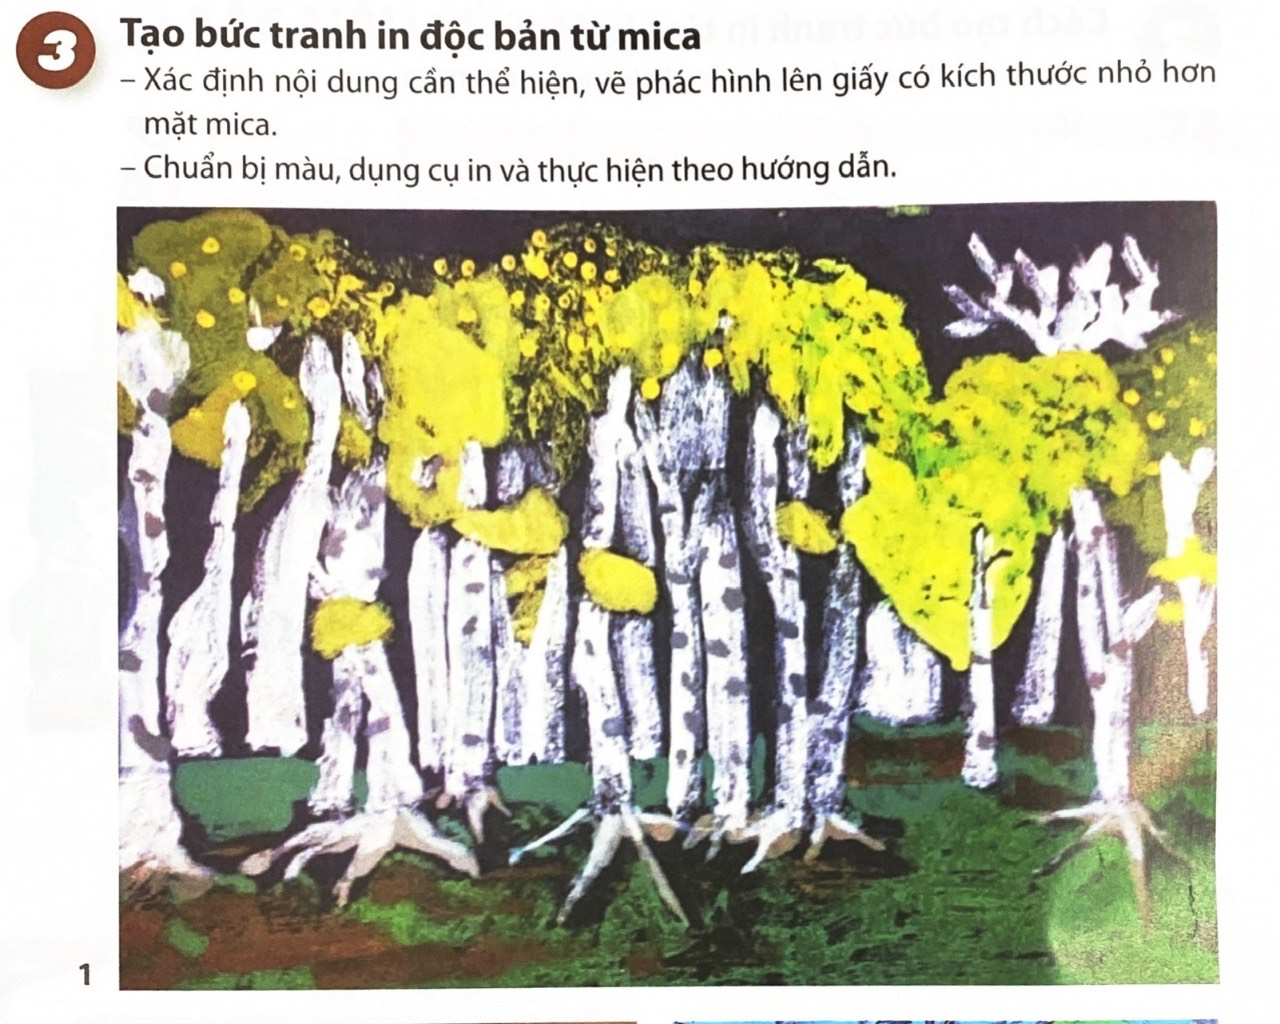 3 Tạo bức tranh in độc bản từ mica
– Xác định nội dung cần thể hiện, vẽ phác hình lên giấy có kích thước nhỏ hơn
mặt mica.
– Chuẩn bị màu, dụng cụ in và thực hiện theo hướng dẫn.
1